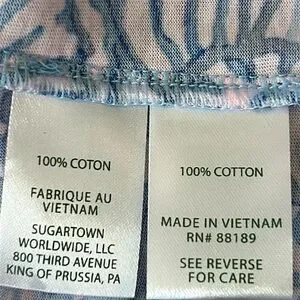 100% COTON
FABRIQUE AU
VIETNAM
SUGARTOWN
WORLDWIDE, LLC
800 THIRD AVENUE
KING OF PRUSSIA, PA
100% COTTON
MADE IN VIETNAM
RN# 88189
SEE REVERSE
FOR CARE